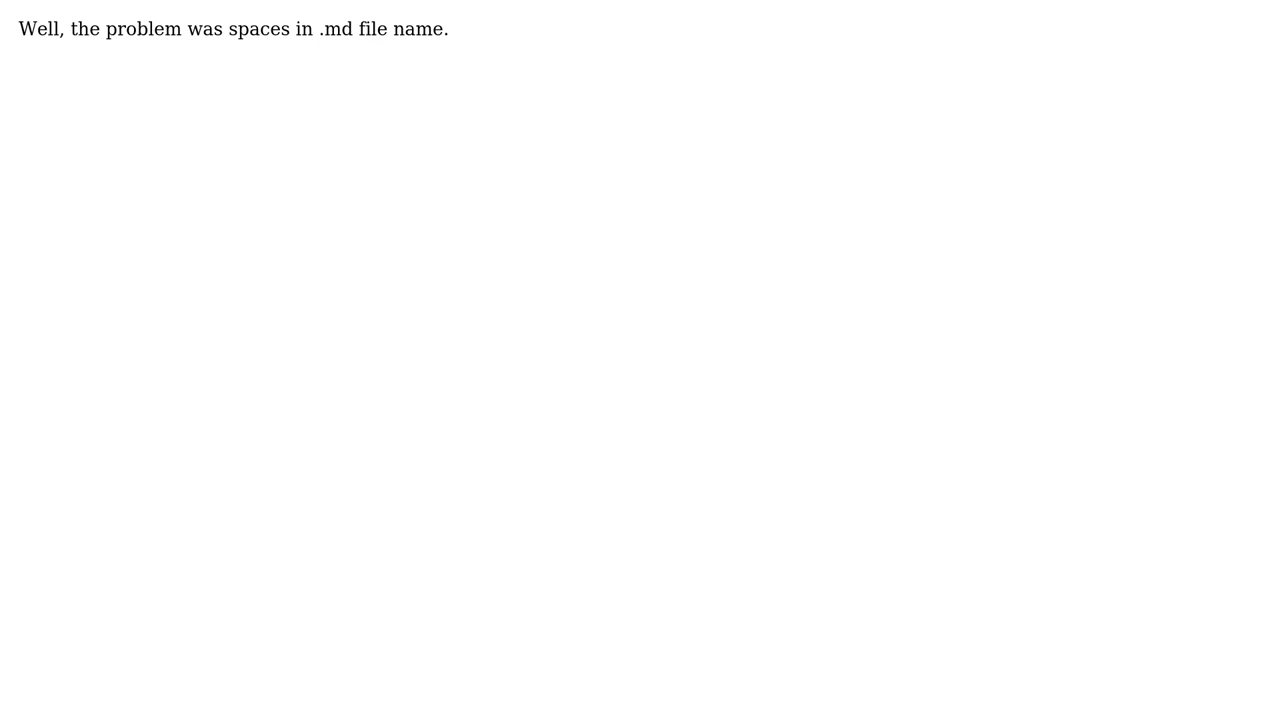 Well, the problem was spaces in .md file name.